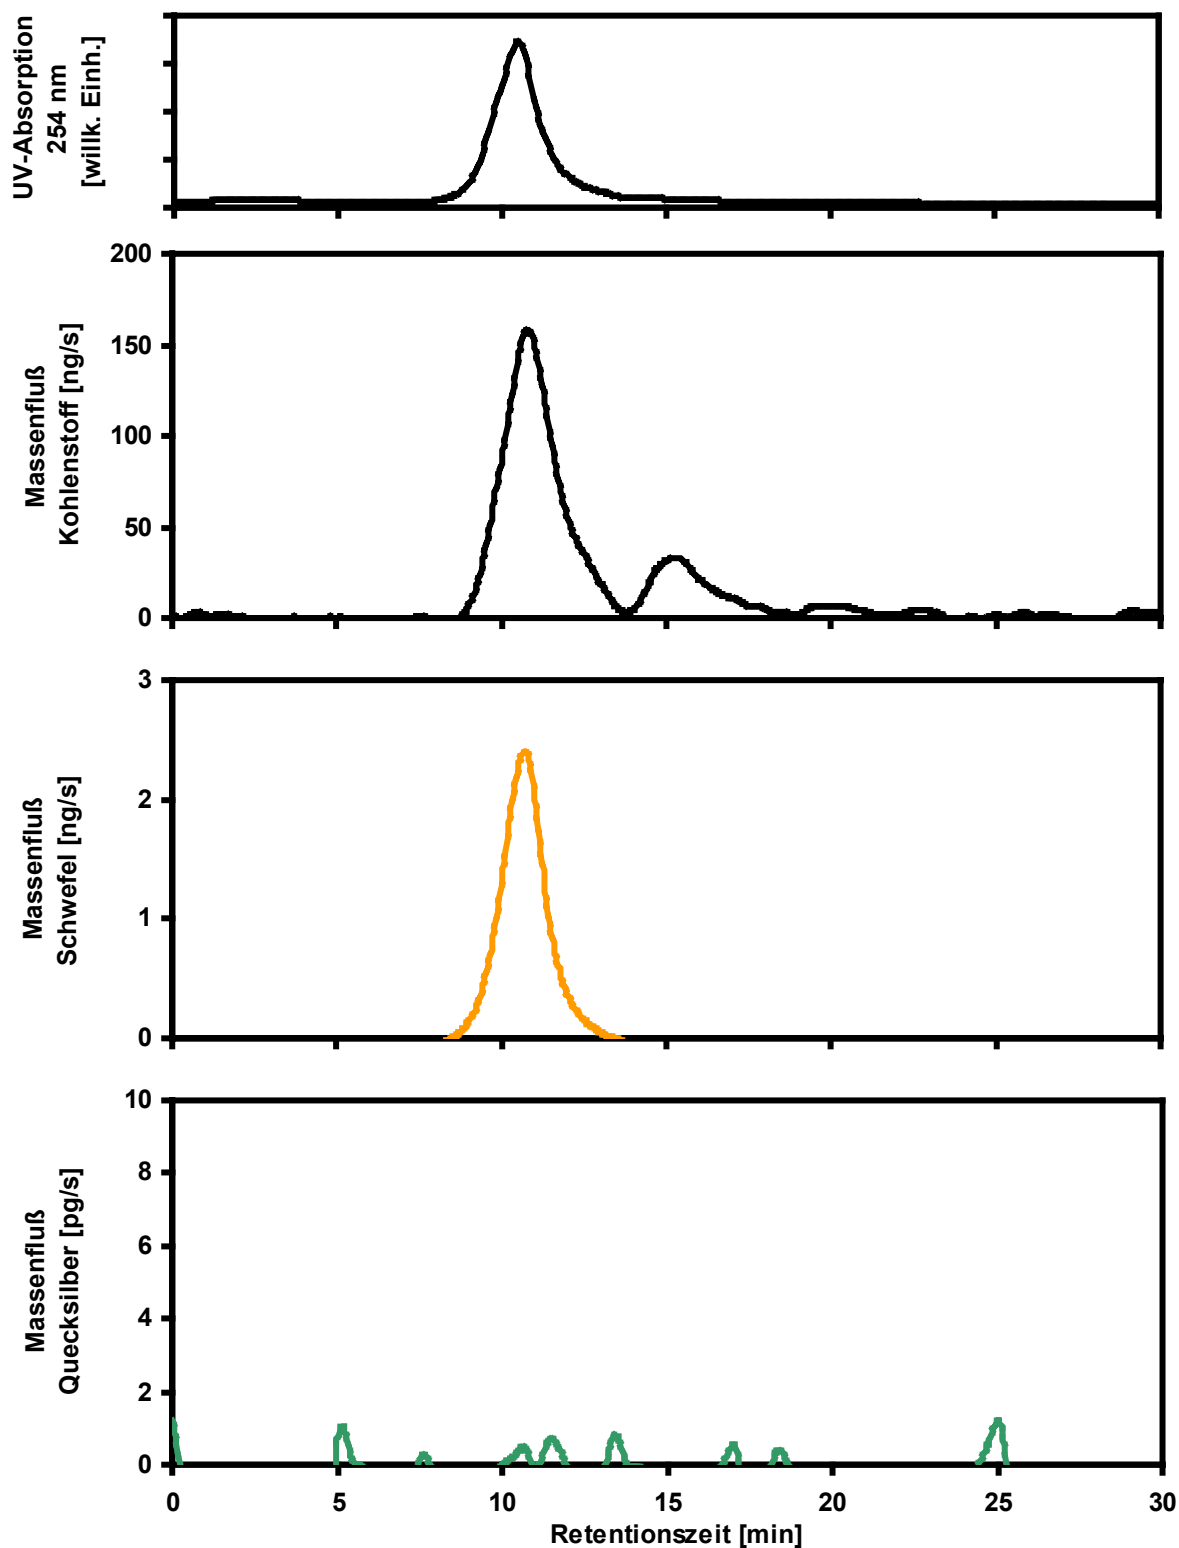 UV-Absorption
254 nm
[willk. Einh.]
200
150
100
50
0
Massenfluß
Kohlenstoff [ng/s]
3
2
1
0
Massenfluß
Schwefel [ng/s]
10
8
6
4
2
0
Massenfluß
Quecksilber [pg/s]
0 5 10 15 20 25 30
Retentionszeit [min]